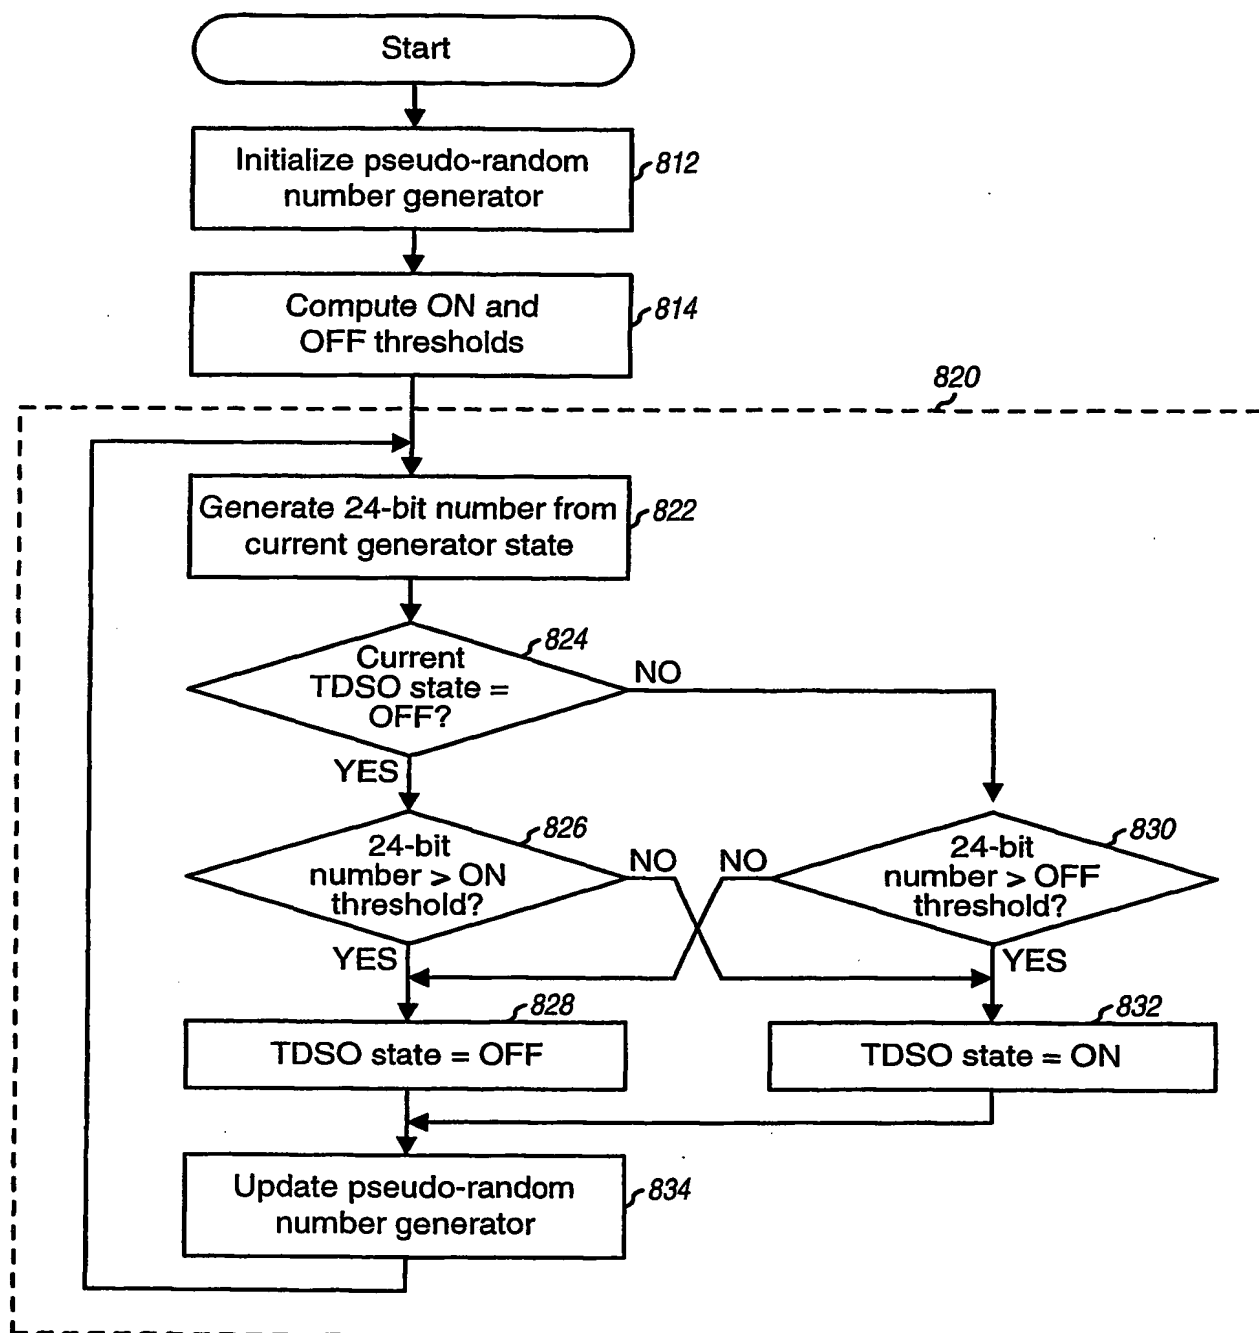 Start
Initialize pseudo-random
number generator
812
Compute ON and
OFF thresholds
814
820
Generate 24-bit number from
current generator state
822
824
Current
TDSO state =
OFF?
NO
YES
826
24-bit
number > ON
threshold?
NO
NO
830
24-bit
number > OFF
threshold?
YES
YES
828
TDSO state = OFF
832
TDSO state = ON
Update pseudo-random
number generator
834